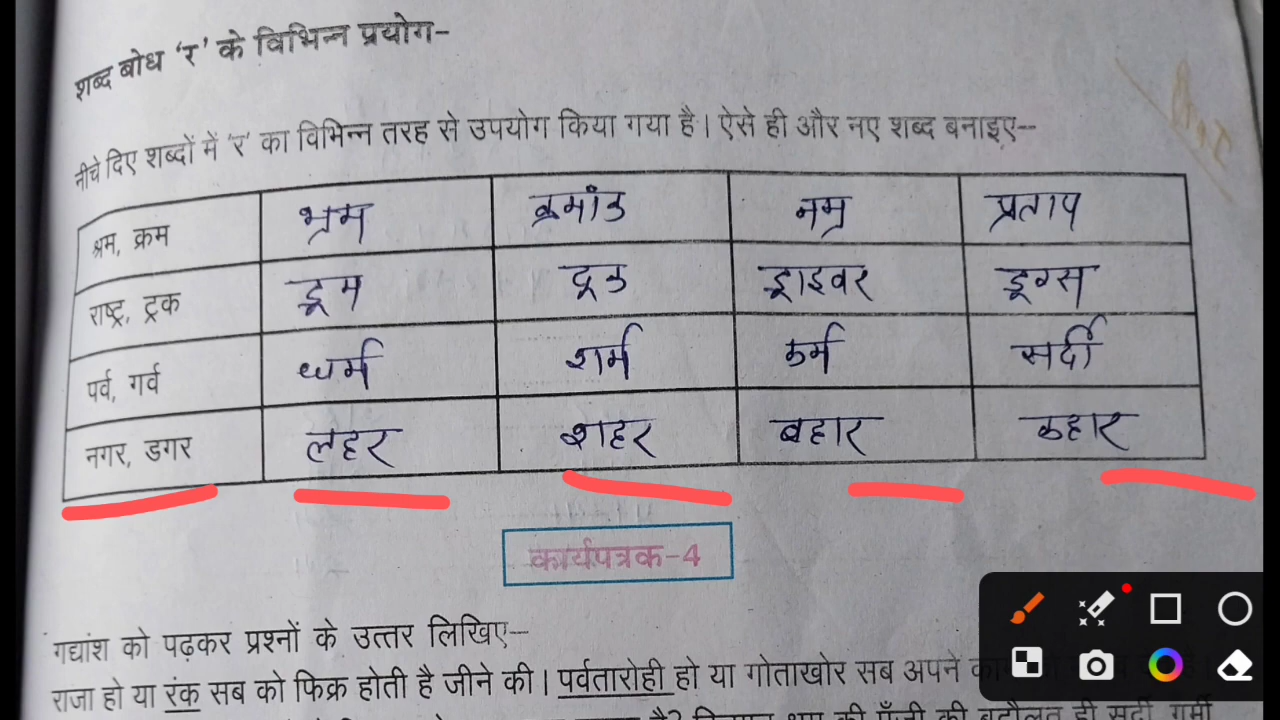 शब्द बोध 'र' के विभिन्न प्रयोग-
नीचे दिए शब्दों में 'र' का विभिन्न तरह से उपयोग किया गया है। ऐसे ही और नए शब्द बनाइए--
श्रम, क्रम भ्रम क्रमांक नम्र प्रताप
राष्ट्र, ट्रक ड्रम ट्रक ड्राइवर ड्रग्स
पर्व, गर्व धर्म शर्म कर्म सर्दी
नगर, डगर लहर शहर बहार कहार
कार्यपत्रक-4
गद्यांश को पढ़कर प्रश्नों के उत्तर लिखिए-
राजा हो या रंक सब को फिक्र होती है जीने की। पर्वतारोही हो या गोताखोर सब अपने